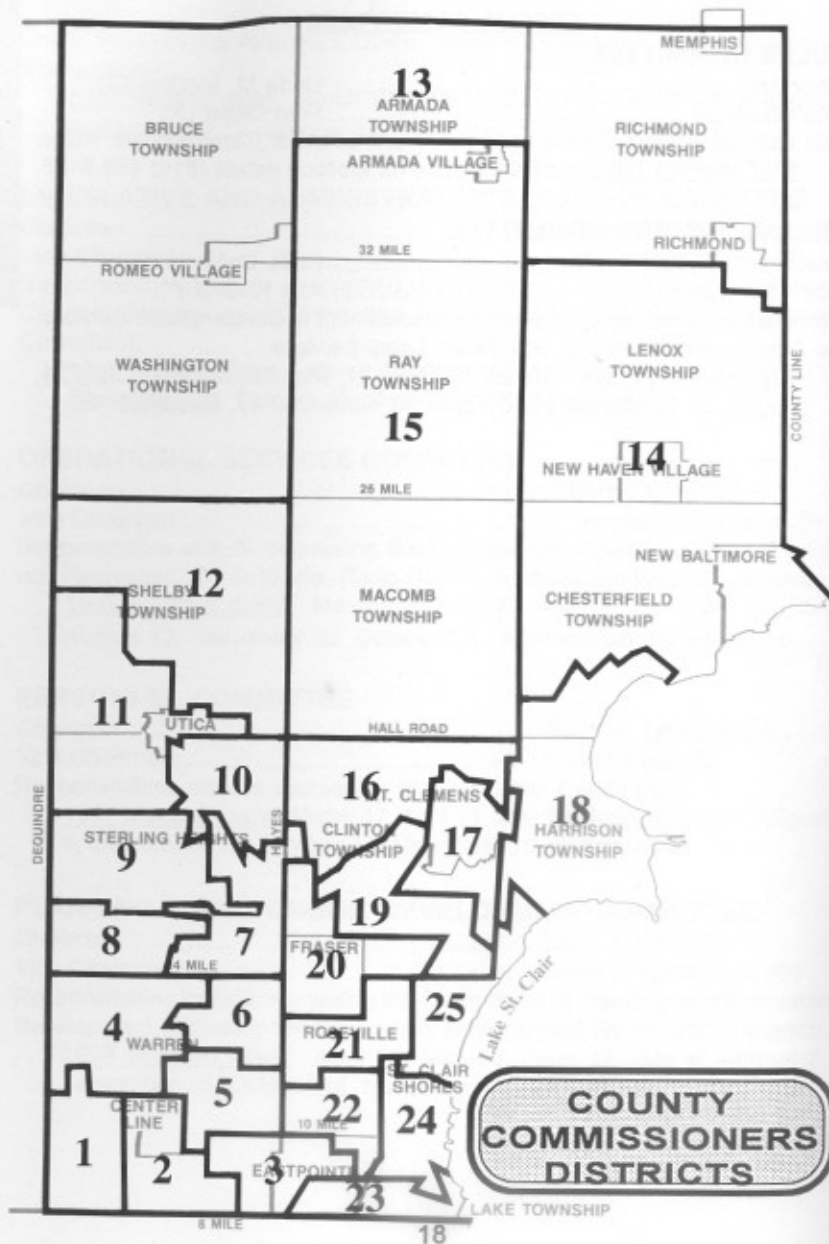 MEMPHIS
13
ARMADA
TOWNSHIP
BRUCE
TOWNSHIP
RICHMOND
TOWNSHIP
ARMADA VILLAGE
RICHMOND
32 MILE
ROMEO VILLAGE
WASHINGTON
TOWNSHIP
RAY
TOWNSHIP
15
LENOX
TOWNSHIP
COUNTY LINE
14
NEW HAVEN VILLAGE
26 MILE
NEW BALTIMORE
12
SHELBY
TOWNSHIP
MACOMB
TOWNSHIP
CHESTERFIELD
TOWNSHIP
11
UTICA
HALL ROAD
10
16
MT. CLEMENS
18
HARRISON
TOWNSHIP
DEQUINDRE
STERLING HEIGHTS
HAYES
CLINTON
TOWNSHIP
17
9
19
8
7
FRASER
20
14 MILE
25
Lake St. Clair
4
6
WARREN
ROSEVILLE
21
ST. CLAIR
SHORES
5
CENTER
LINE
22
24
10 MILE
1
2
3
EASTPOINTE
23
COUNTY
COMMISSIONERS
DISTRICTS
LAKE TOWNSHIP
8 MILE
18